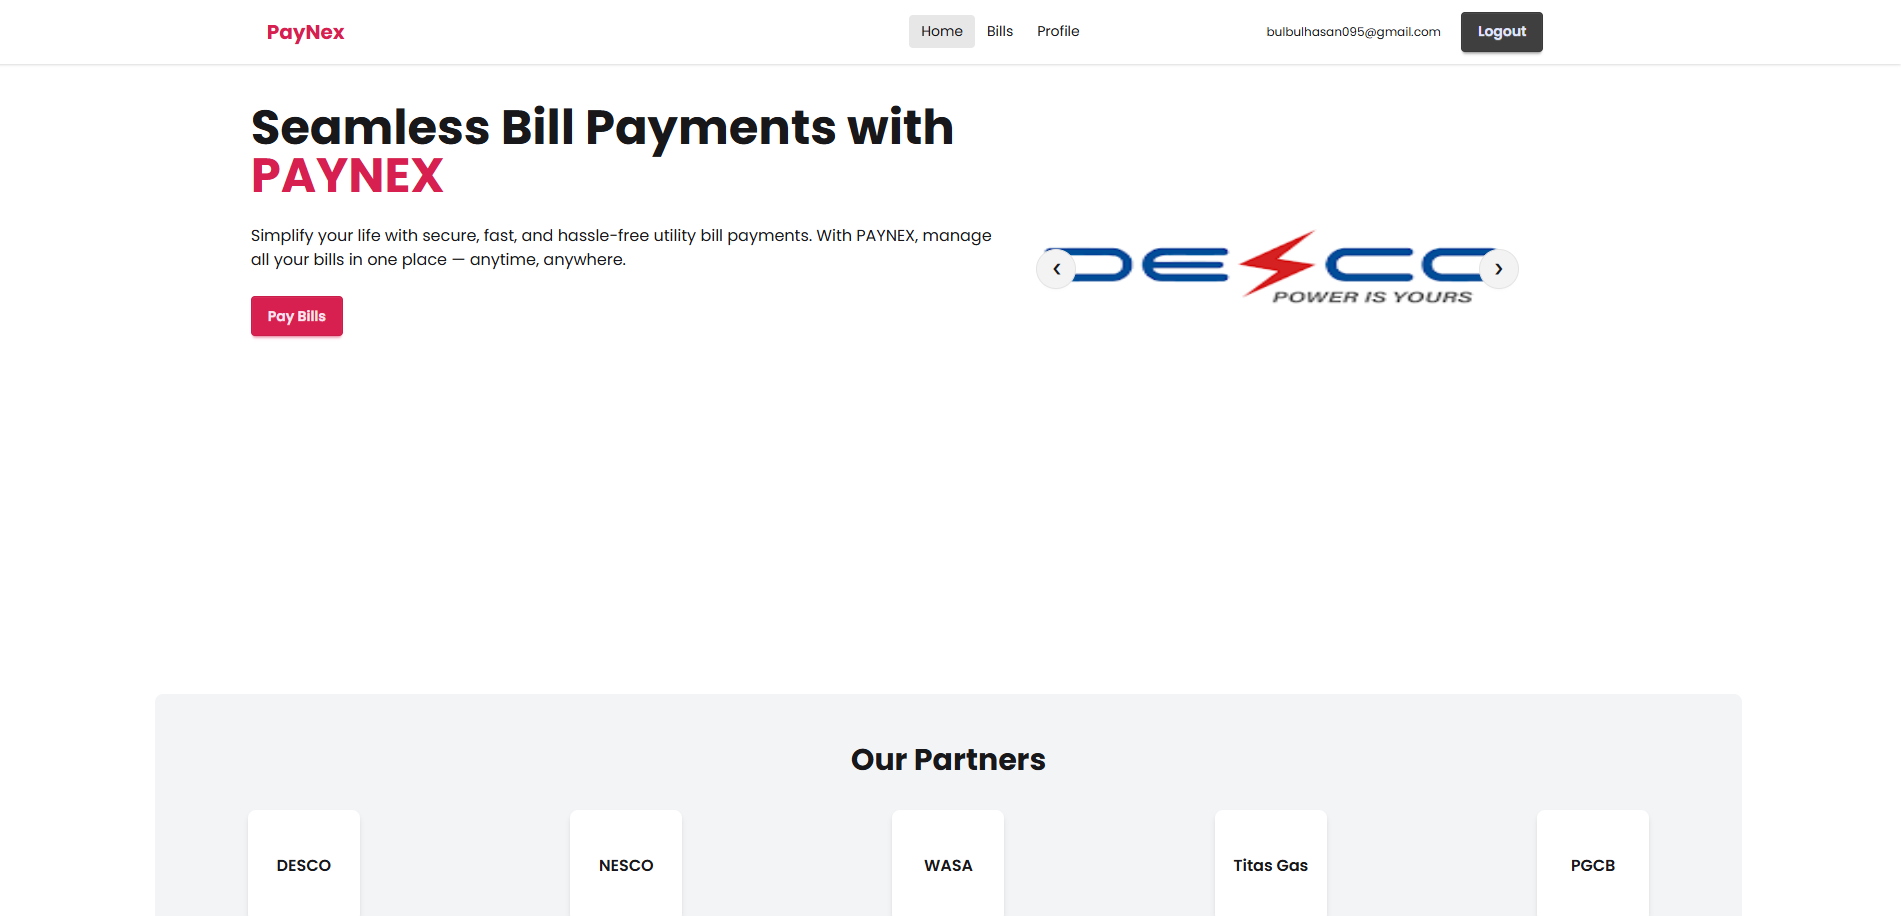 PayNex
Home
Bills
Profile
bulbulhasan095@gmail.com
Logout
Seamless Bill Payments with
PAYNEX
Simplify your life with secure, fast, and hassle-free utility bill payments. With PAYNEX, manage
all your bills in one place — anytime, anywhere.
Pay Bills
DESCO
POWER IS YOURS
Our Partners
DESCO
NESCO
WASA
Titas Gas
PGCB